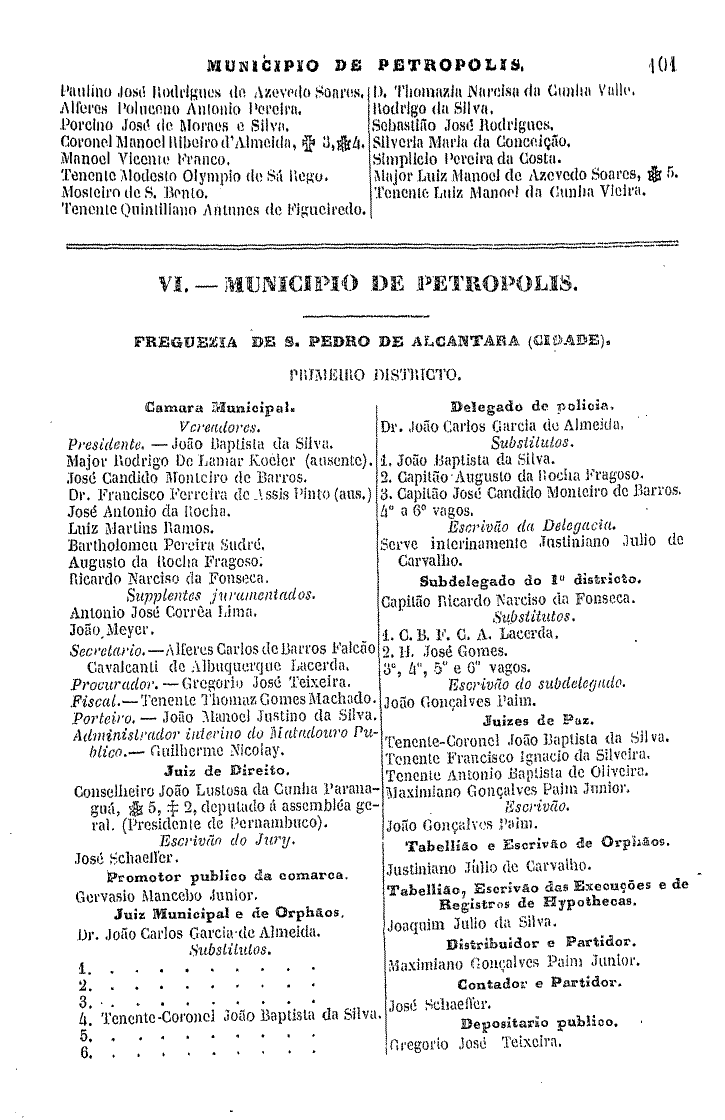 MUNICIPIO DE PETROPOLIS. 101
Paulino José Rodrigues de Azevedo Soares.
Alferes Policeno Antonio Pereira.
Porcino José de Moraes e Silva.
Coronel Manoel Ribeiro d'Almeida, 3, 4.
Manoel Vicente Franco.
Tenente Modesto Olympio de Sá Rego.
Mosteiro de S. Bento.
Tenente Quintiliano Antunes de Figueiredo.
D. Thomazia Narcisa da Cunha Valle.
Rodrigo da Silva.
Sebastião José Rodrigues.
Silveria Maria da Conceição.
Simplicio Pereira da Costa.
Major Luiz Manoel de Azevedo Soares, 5.
Tenente Luiz Manoel da Cunha Vieira.
VI. — MUNICIPIO DE PETROPOLIS.
FREGUEZIA DE S. PEDRO DE ALCANTARA (CIDADE).
PRIMEIRO DISTRICTO.
Camara Municipal.
Vereadores.
Presidente. — João Baptista da Silva.
Major Rodrigo De Lamar Koeler (ausente).
José Candido Monteiro de Barros.
Dr. Francisco Ferreira de Assis Pinto (aus.)
José Antonio da Rocha.
Luiz Martins Ramos.
Bartholomeu Pereira Sudré.
Augusto da Rocha Fragoso.
Ricardo Narciso da Fonseca.
Supplentes juramentados.
Antonio José Corrêa Lima.
João Meyer.
Secretario. — Alferes Carlos de Barros Falcão
Cavalcanti de Albuquerque Lacerda.
Procurador. — Gregorio José Teixeira.
Fiscal. — Tenente Thomaz Gomes Machado.
Porteiro. — João Manoel Justino da Silva.
Administrador interino do Matadouro Pu-
blico. — Guilherme Nicolay.
Juiz de Direito.
Conselheiro João Lustosa da Cunha Parana-
guá, 5, ‡ 2, deputado á assembléa ge-
ral. (Presidente de Pernambuco).
Escrivão do Jury.
José Schaeffer.
Promotor publico da comarca.
Gervasio Mancebo Junior.
Juiz Municipal e de Orphãos.
Dr. João Carlos Garcia de Almeida.
Substitutos.
1. . . . . . . . . .
2. . . . . . . . . .
3. . . . . . . . . .
4. Tenente-Coronel João Baptista da Silva.
5. . . . . . . . . .
6. . . . . . . . . .
Delegado de policia.
Dr. João Carlos Garcia de Almeida.
Substitutos.
1. João Baptista da Silva.
2. Capitão Augusto da Rocha Fragoso.
3. Capitão José Candido Monteiro de Barros.
4º a 6º vagos.
Escrivão da Delegacia.
Serve interinamente Justiniano Julio de
Carvalho.
Subdelegado do 1º districto.
Capitão Ricardo Narciso da Fonseca.
Substitutos.
1. C. B. F. C. A. Lacerda.
2. H. José Gomes.
3º, 4º, 5º e 6º vagos.
Escrivão do subdelegado.
João Gonçalves Paim.
Juizes de Paz.
Tenente-Coronel João Baptista da Silva.
Tenente Francisco Ignacio da Silveira.
Tenente Antonio Baptista de Oliveira.
Maximiano Gonçalves Paim Junior.
Escrivão.
João Gonçalves Paim.
Tabellião e Escrivão de Orphãos.
Justiniano Julio de Carvalho.
Tabellião, Escrivão das Execuções e de
Registros de Hypothecas.
Joaquim Julio da Silva.
Distribuidor e Partidor.
Maximiano Gonçalves Paim Junior.
Contador e Partidor.
José Schaeffer.
Depositario publico.
Gregorio José Teixeira.